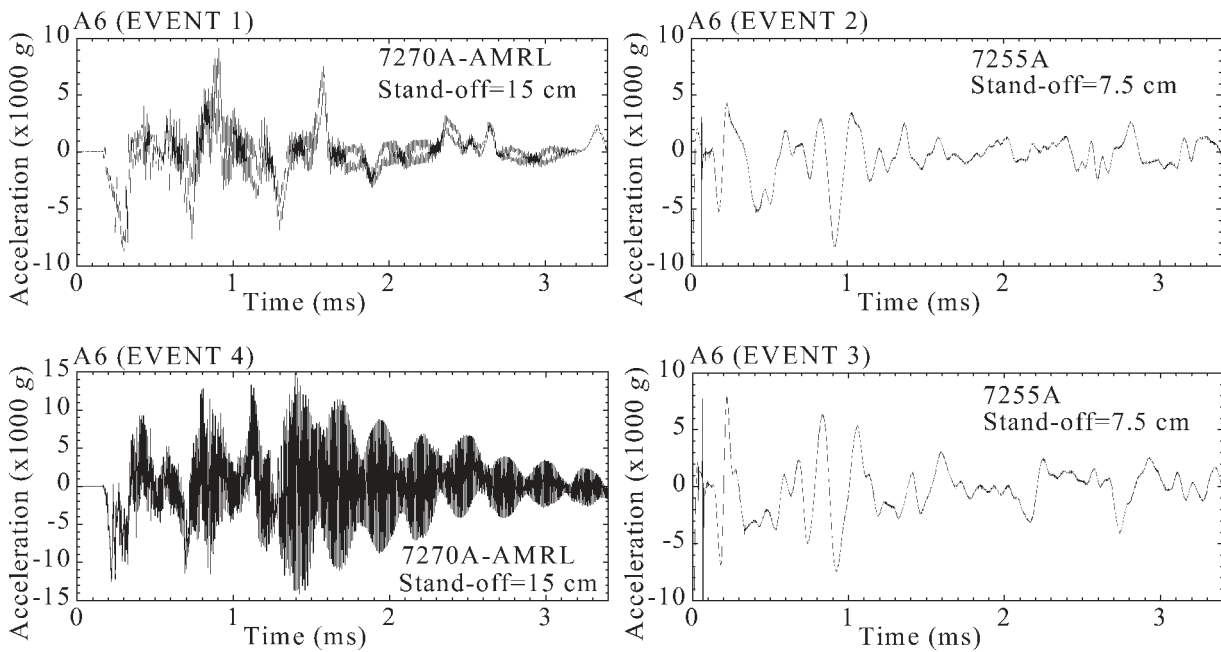 A6 (EVENT 1)
10
5
0
-5
-10
Acceleration (x1000 g)
7270A-AMRL
Stand-off=15 cm
0
1
2
3
Time (ms)
A6 (EVENT 2)
10
5
0
-5
-10
Acceleration (x1000 g)
7255A
Stand-off=7.5 cm
0
1
2
3
Time (ms)
A6 (EVENT 4)
15
10
5
0
-5
-10
-15
Acceleration (x1000 g)
7270A-AMRL
Stand-off=15 cm
0
1
2
3
Time (ms)
A6 (EVENT 3)
10
5
0
-5
-10
Acceleration (x1000 g)
7255A
Stand-off=7.5 cm
0
1
2
3
Time (ms)